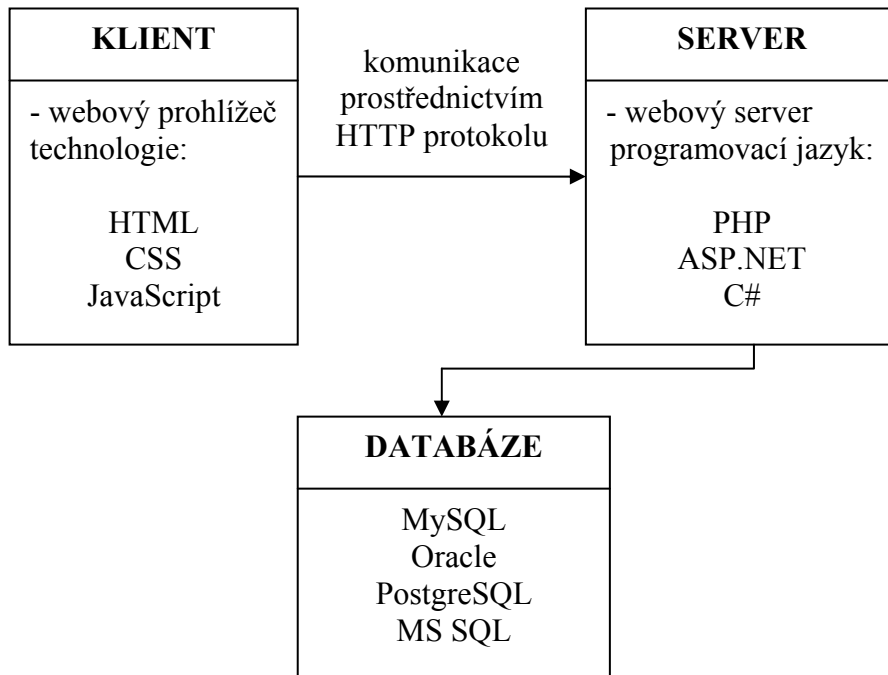 KLIENT
- webový prohlížeč
technologie:
HTML
CSS
JavaScript
komunikace
prostřednictvím
HTTP protokolu
SERVER
- webový server
programovací jazyk:
PHP
ASP.NET
C#
DATABÁZE
MySQL
Oracle
PostgreSQL
MS SQL